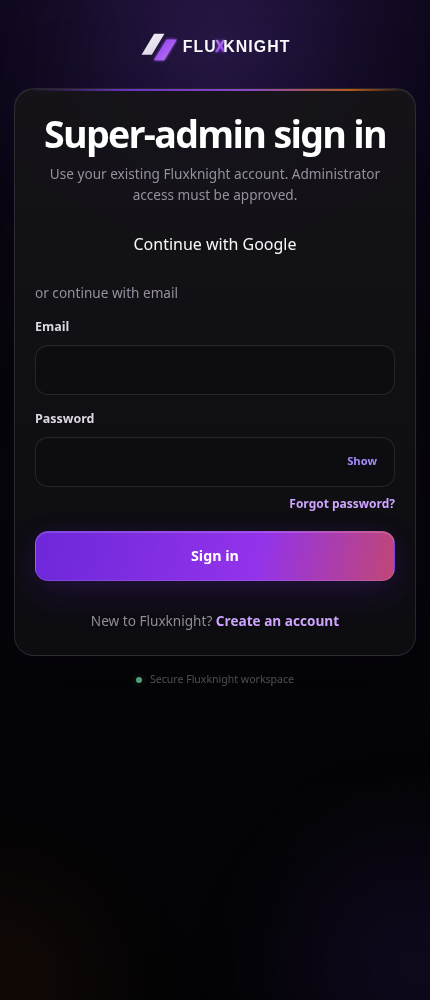 FLUXKNIGHT
Super-admin sign in
Use your existing Fluxknight account. Administrator
access must be approved.
Continue with Google
or continue with email
Email
Password
Show
Forgot password?
Sign in
New to Fluxknight? Create an account
Secure Fluxknight workspace